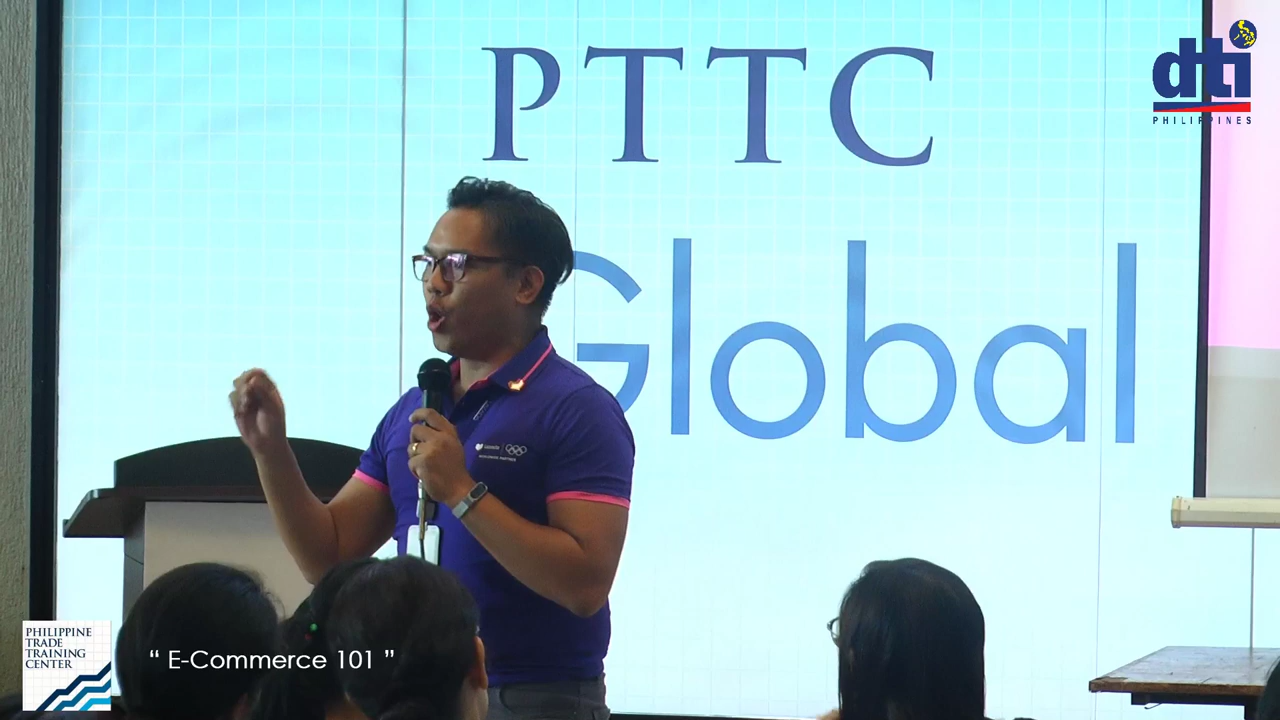 PTTC
Global
dti
PHILIPPINES
PHILIPPINE
TRADE
TRAINING
CENTER
“ E-Commerce 101 ”